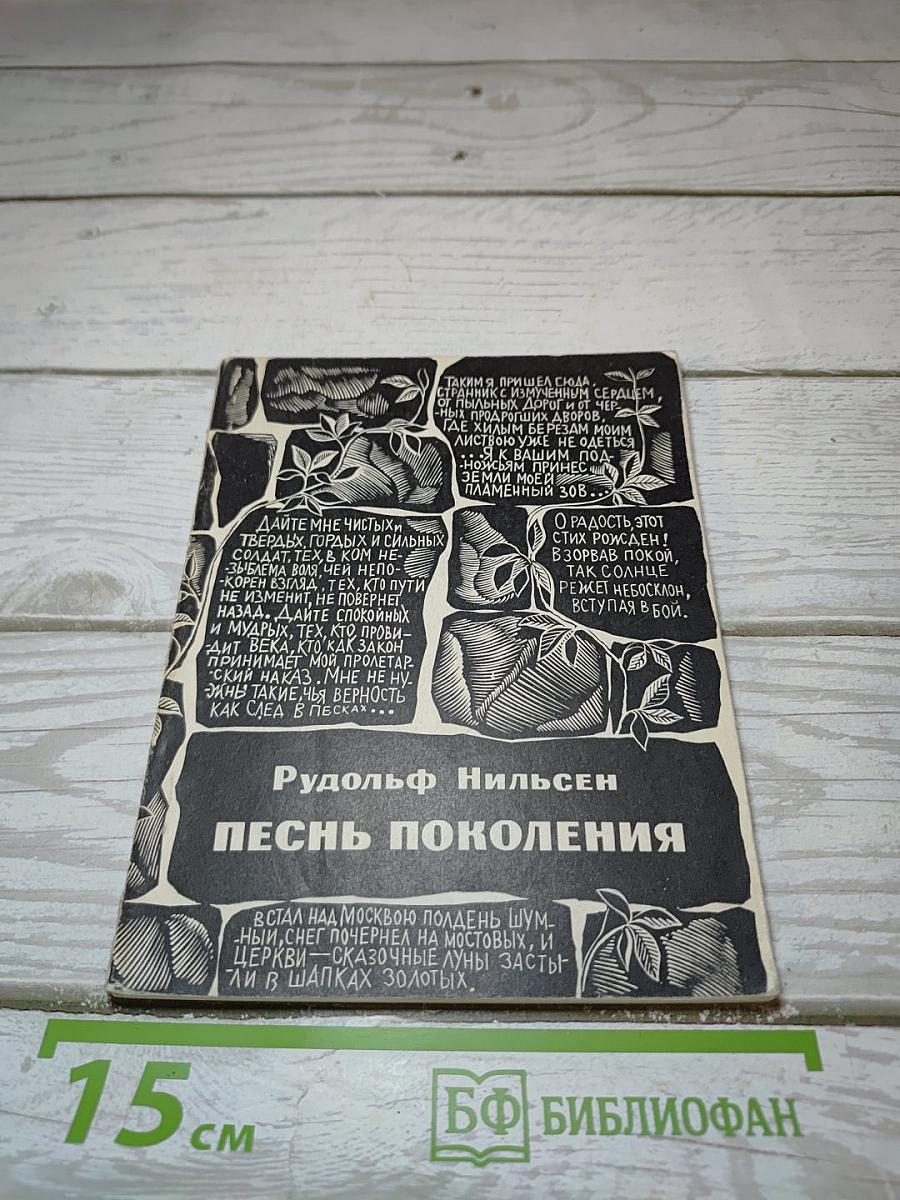 ТАКИМ Я ПРИШЕЛ СЮДА,
СТРАННИК С ИЗМУЧЕННЫМ СЕРДЦЕМ,
ОТ ПЫЛЬНЫХ ДОРОГ И ОТ ЧЕР-
НЫХ ПРОДРОГШИХ ДВОРОВ,
ГДЕ ХИЛЫМ БЕРЕЗАМ МОИМ
ЛИСТВОЮ УЖЕ НЕ ОДЕТЬСЯ
...Я К ВАШИМ ПОД-
-НОЖЬЯМ ПРИНЕС
ЗЕМЛИ МОЕЙ
ПЛАМЕННЫЙ ЗОВ...
ДАЙТЕ МНЕ ЧИСТЫХ И
ТВЕРДЫХ, ГОРДЫХ И СИЛЬНЫХ
СОЛДАТ, ТЕХ, В КОМ НЕ-
ЗЫБЛЕМА ВОЛЯ, ЧЕЙ НЕПО-
-КОРЕН ВЗГЛЯД, ТЕХ, КТО ПУТИ
НЕ ИЗМЕНИТ, НЕ ПОВЕРНЕТ
НАЗАД. ДАЙТЕ СПОКОЙНЫХ
И МУДРЫХ, ТЕХ, КТО ПРОВИ-
-ДИТ ВЕКА, КТО КАК ЗАКОН
ПРИНИМАЕТ МОЙ ПРОЛЕТАР-
-СКИЙ НАКАЗ. МНЕ НЕ НУ-
-ЖНЫ ТАКИЕ, ЧЬЯ ВЕРНОСТЬ
КАК СЛЕД В ПЕСКАХ...
О РАДОСТЬ, ЭТОТ
СТИХ РОЖДЕН!
ВЗОРВАВ ПОКОЙ,
ТАК СОЛНЦЕ
РЕЖЕТ НЕБОСКЛОН,
ВСТУПАЯ В
БОЙ.
Рудольф Нильсен
ПЕСНЬ ПОКОЛЕНИЯ
ВСТАЛ НАД МОСКВОЮ ПОЛДЕНЬ ШУМ-
-НЫЙ, СНЕГ ПОЧЕРНЕЛ НА МОСТОВЫХ, И
ЦЕРКВИ—СКАЗОЧНЫЕ ЛУНЫ ЗАСТЫ-
-ЛИ В ШАПКАХ ЗОЛОТЫХ.
15 см
БФ БИБЛИОФАН